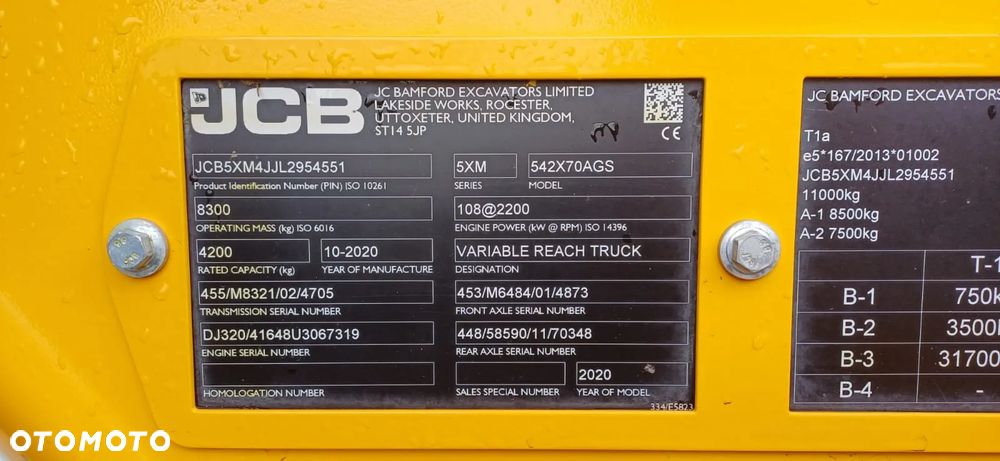 JCB
JC BAMFORD EXCAVATORS LIMITED
LAKESIDE WORKS, ROCESTER,
UTTOXETER, UNITED KINGDOM,
ST14 5JP
CE
JCB5XM4JJL2954551
Product Identification Number (PIN) ISO 10261
5XM
SERIES
542X70AGS
MODEL
8300
OPERATING MASS (kg) ISO 6016
108@2200
ENGINE POWER (kW @ RPM) ISO 14396
4200
RATED CAPACITY (kg)
10-2020
YEAR OF MANUFACTURE
VARIABLE REACH TRUCK
DESIGNATION
455/M8321/02/4705
TRANSMISSION SERIAL NUMBER
453/M6484/01/4873
FRONT AXLE SERIAL NUMBER
DJ320/41648U3067319
ENGINE SERIAL NUMBER
448/58590/11/70348
REAR AXLE SERIAL NUMBER
HOMOLOGATION NUMBER
SALES SPECIAL NUMBER
2020
YEAR OF MODEL
334/E5823
JC BAMFORD EXCAVATORS
T1a
e5*167/2013*01002
JCB5XM4JJL2954551
11000kg
A-1 8500kg
A-2 7500kg
T-1
B-1 750k
B-2 3500
B-3 31700
B-4 -
OTOMOTO